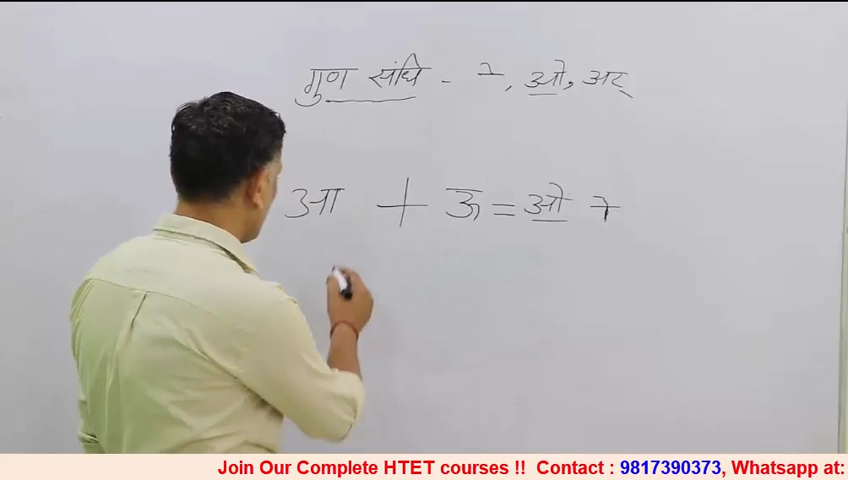 गुण संधि - े, ओ, अर्
आ + ऊ = ओ
Join Our Complete HTET courses !! Contact : 9817390373, Whatsapp at: